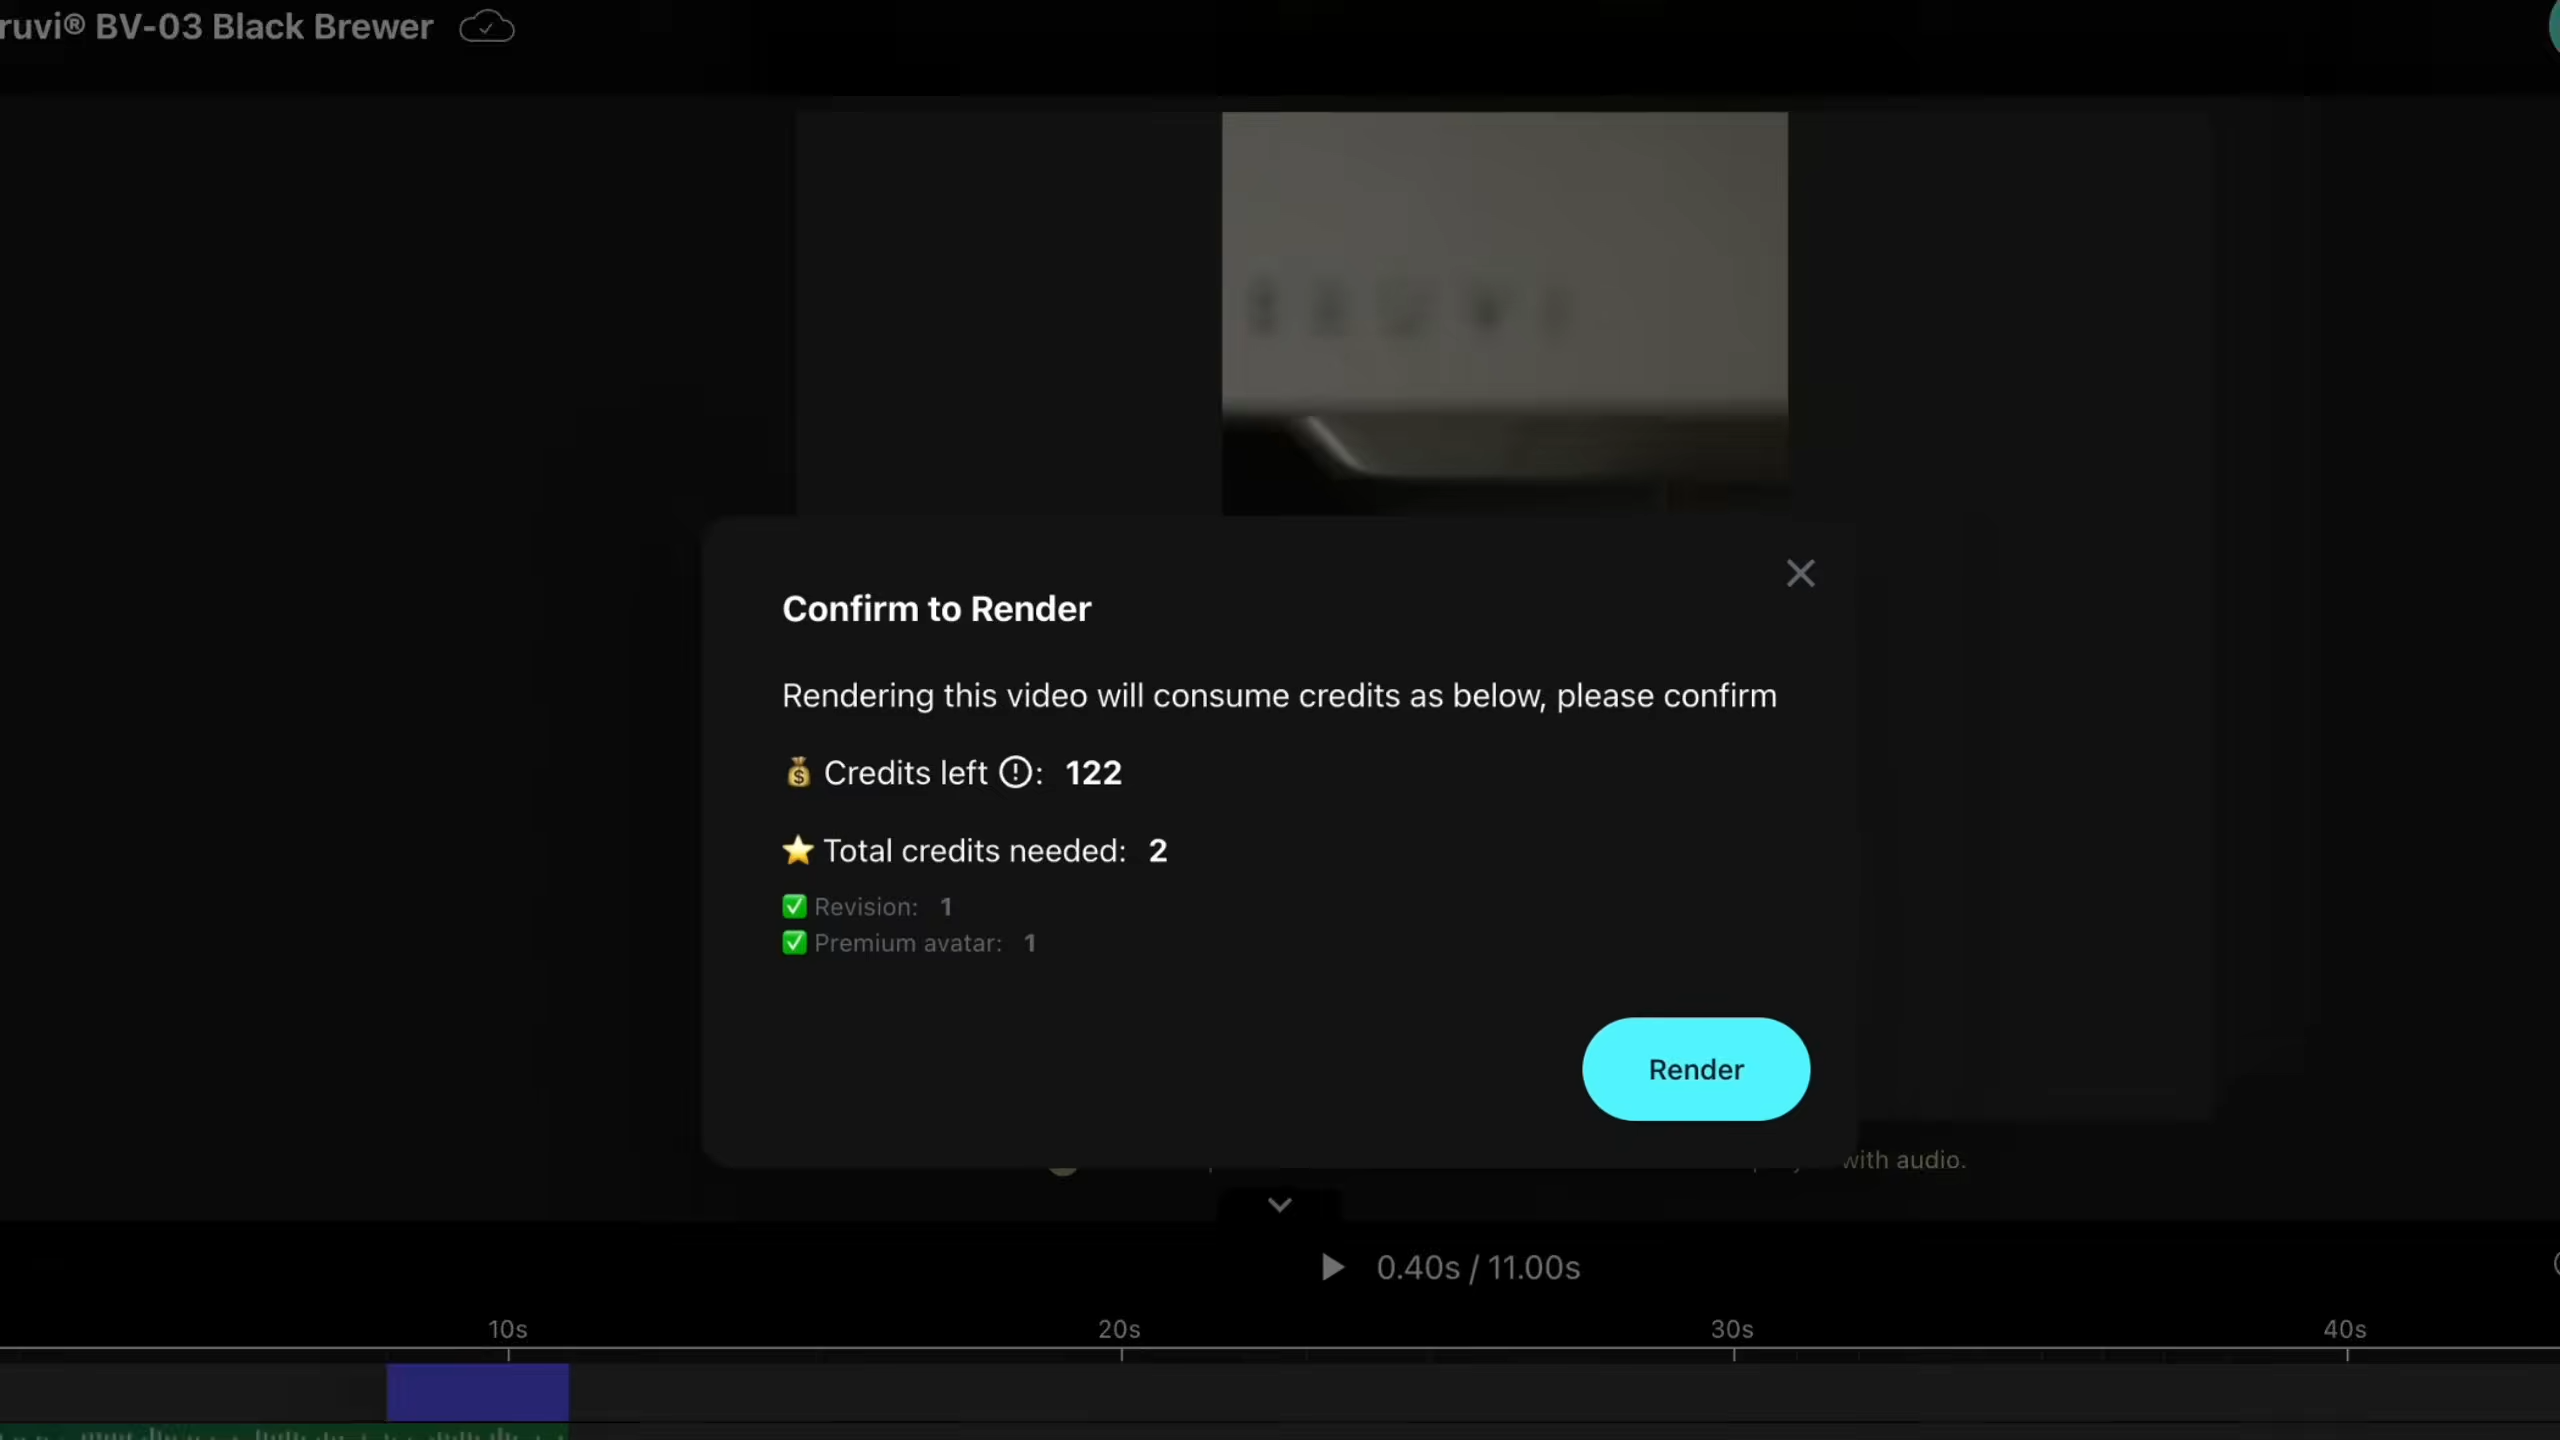 ruvi® BV-03 Black Brewer
Confirm to Render
Rendering this video will consume credits as below, please confirm
Credits left : 122
Total credits needed: 2
Revision: 1
Premium avatar: 1
Render
with audio.
0.40s / 11.00s
10s 20s 30s 40s